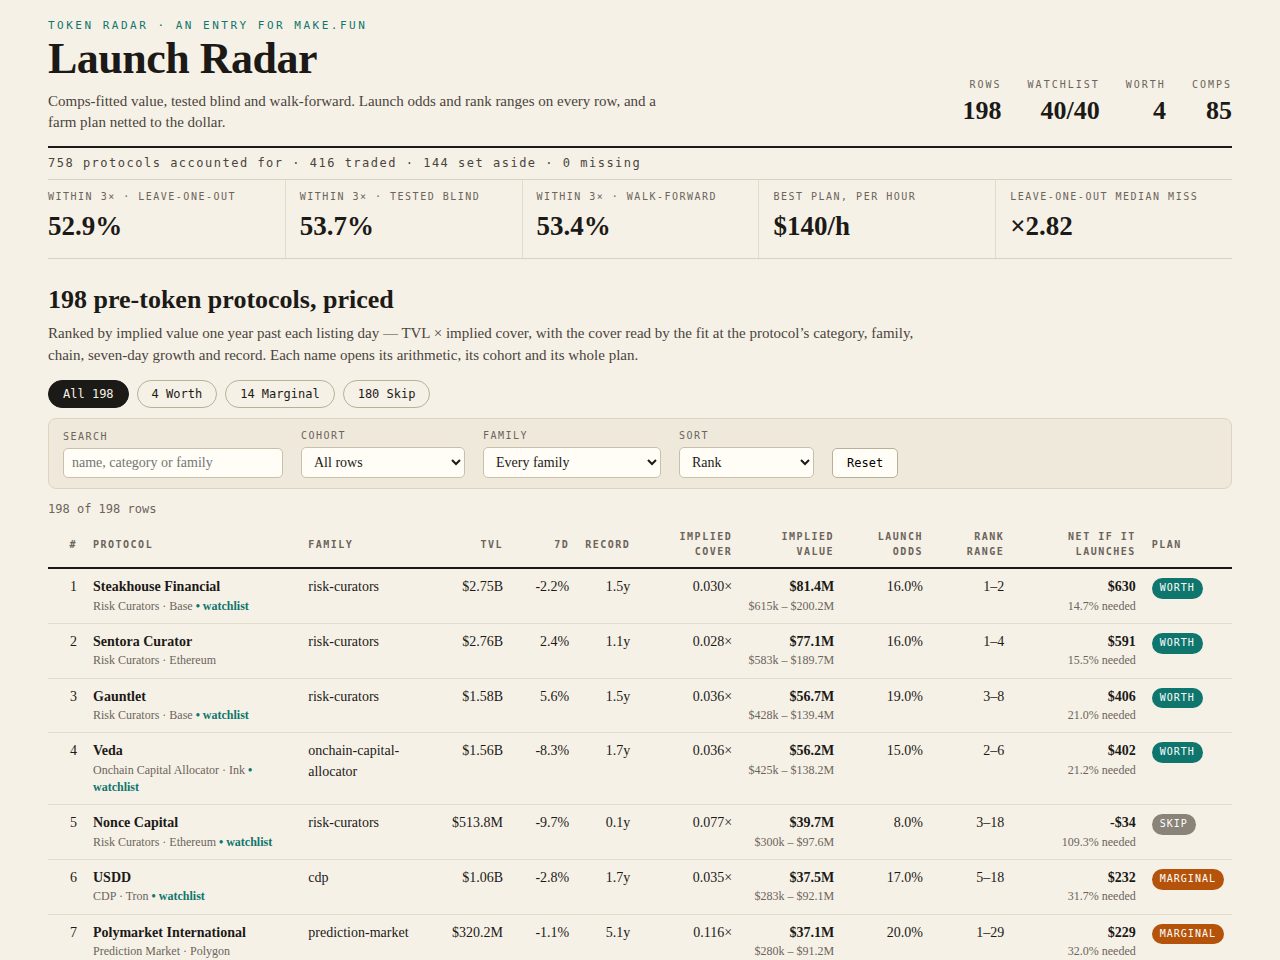 TOKEN RADAR · AN ENTRY FOR MAKE.FUN
Launch Radar
Comps-fitted value, tested blind and walk-forward. Launch odds and rank ranges on every row, and a
farm plan netted to the dollar.
ROWS WATCHLIST WORTH COMPS
198 40/40 4 85
758 protocols accounted for · 416 traded · 144 set aside · 0 missing
WITHIN 3× · LEAVE-ONE-OUT WITHIN 3× · TESTED BLIND WITHIN 3× · WALK-FORWARD BEST PLAN, PER HOUR LEAVE-ONE-OUT MEDIAN MISS
52.9% 53.7% 53.4% $140/h ×2.82
198 pre-token protocols, priced
Ranked by implied value one year past each listing day — TVL × implied cover, with the cover read by the fit at the protocol’s category, family,
chain, seven-day growth and record. Each name opens its arithmetic, its cohort and its whole plan.
All 198 4 Worth 14 Marginal 180 Skip
SEARCH COHORT FAMILY SORT
name, category or family All rows Every family Rank Reset
198 of 198 rows
# PROTOCOL FAMILY TVL 7D RECORD IMPLIED COVER IMPLIED VALUE LAUNCH ODDS RANK RANGE NET IF IT LAUNCHES PLAN
1 Steakhouse Financial risk-curators $2.75B -2.2% 1.5y 0.030× $81.4M 16.0% 1–2 $630 WORTH
Risk Curators · Base • watchlist $615k – $200.2M 14.7% needed
2 Sentora Curator risk-curators $2.76B 2.4% 1.1y 0.028× $77.1M 16.0% 1–4 $591 WORTH
Risk Curators · Ethereum $583k – $189.7M 15.5% needed
3 Gauntlet risk-curators $1.58B 5.6% 1.1y 0.036× $56.7M 19.0% 3–8 $406 WORTH
Risk Curators · Base • watchlist $428k – $139.4M 21.0% needed
4 Veda onchain-capital- $1.56B -8.3% 1.7y 0.036× $56.2M 15.0% 2–6 $402 WORTH
Onchain Capital Allocator · Ink • allocator $425k – $138.2M 21.2% needed
watchlist
5 Nonce Capital risk-curators $513.8M -9.7% 0.1y 0.077× $39.7M 8.0% 3–18 -$34 SKIP
Risk Curators · Ethereum • watchlist $300k – $97.6M 109.3% needed
6 USDD cdp $1.06B -2.8% 1.7y 0.035× $37.5M 17.0% 5–18 $232 MARGINAL
CDP · Tron • watchlist $283k – $92.1M 31.7% needed
7 Polymarket International prediction-market $320.2M -1.1% 5.1y 0.116× $37.1M 20.0% 1–29 $229 MARGINAL
Prediction Market · Polygon $280k – $91.2M 32.0% needed